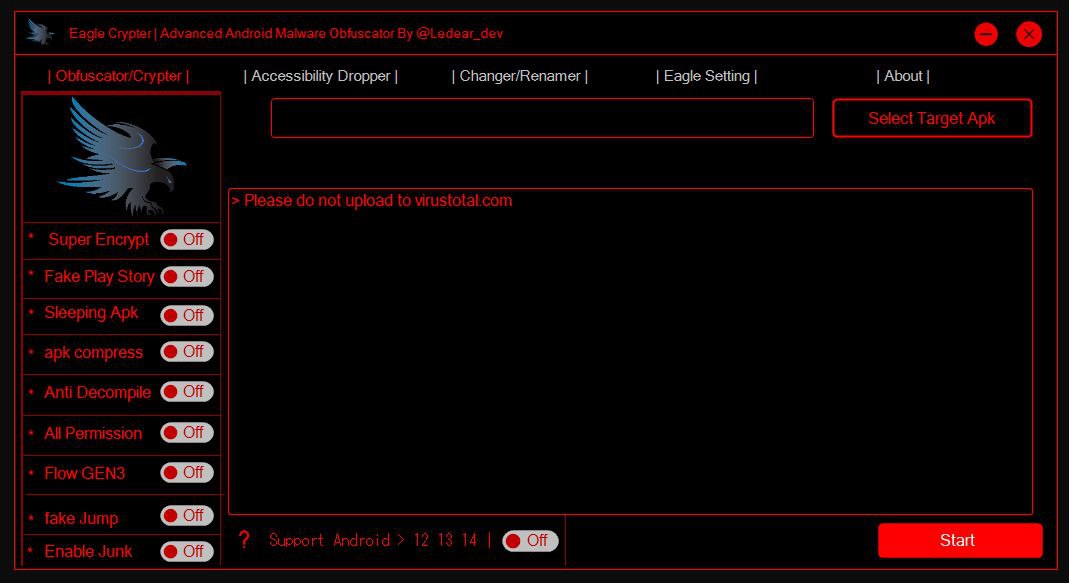 Eagle Crypter | Advanced Android Malware Obfuscator By @Ledear_dev
| Obfuscator/Crypter |
| Accessibility Dropper |
| Changer/Renamer |
| Eagle Setting |
| About |
Select Target Apk
> Please do not upload to virustotal.com
* Super Encrypt Off
* Fake Play Story Off
* Sleeping Apk Off
* apk compress Off
* Anti Decompile Off
* All Permission Off
* Flow GEN3 Off
* fake Jump Off
* Enable Junk Off
? Support Android > 12 13 14 | Off
Start